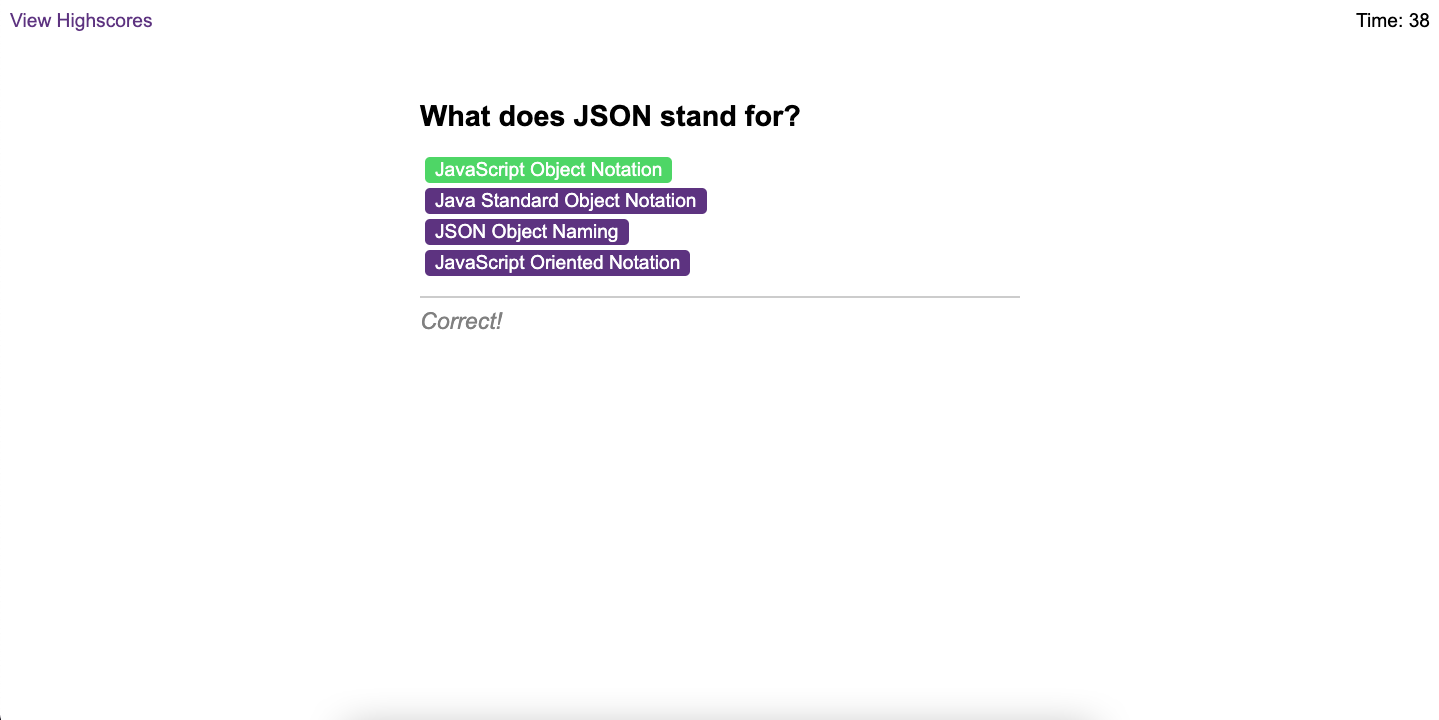 View Highscores
Time: 38
What does JSON stand for?
JavaScript Object Notation
Java Standard Object Notation
JSON Object Naming
JavaScript Oriented Notation
Correct!